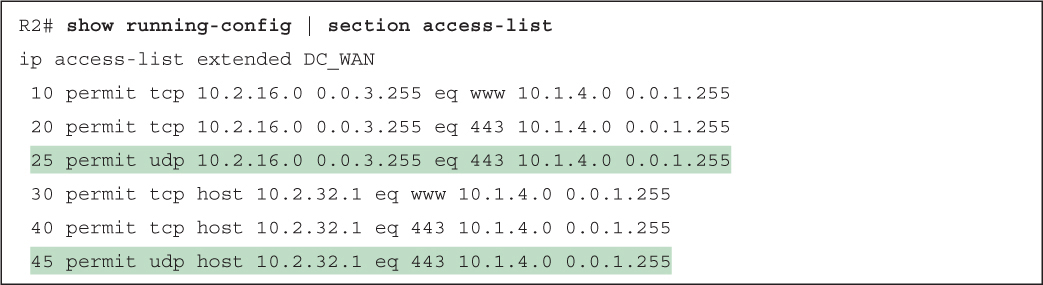 R2# show running-config | section access-list
ip access-list extended DC_WAN
10 permit tcp 10.2.16.0 0.0.3.255 eq www 10.1.4.0 0.0.1.255
20 permit tcp 10.2.16.0 0.0.3.255 eq 443 10.1.4.0 0.0.1.255
25 permit udp 10.2.16.0 0.0.3.255 eq 443 10.1.4.0 0.0.1.255
30 permit tcp host 10.2.32.1 eq www 10.1.4.0 0.0.1.255
40 permit tcp host 10.2.32.1 eq 443 10.1.4.0 0.0.1.255
45 permit udp host 10.2.32.1 eq 443 10.1.4.0 0.0.1.255